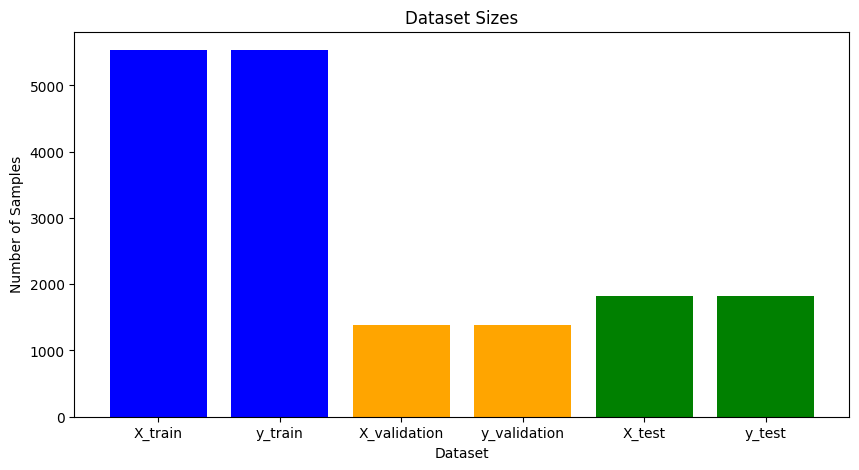 Dataset Sizes
Number of Samples
5000
4000
3000
2000
1000
0
X_train y_train X_validation y_validation X_test y_test
Dataset